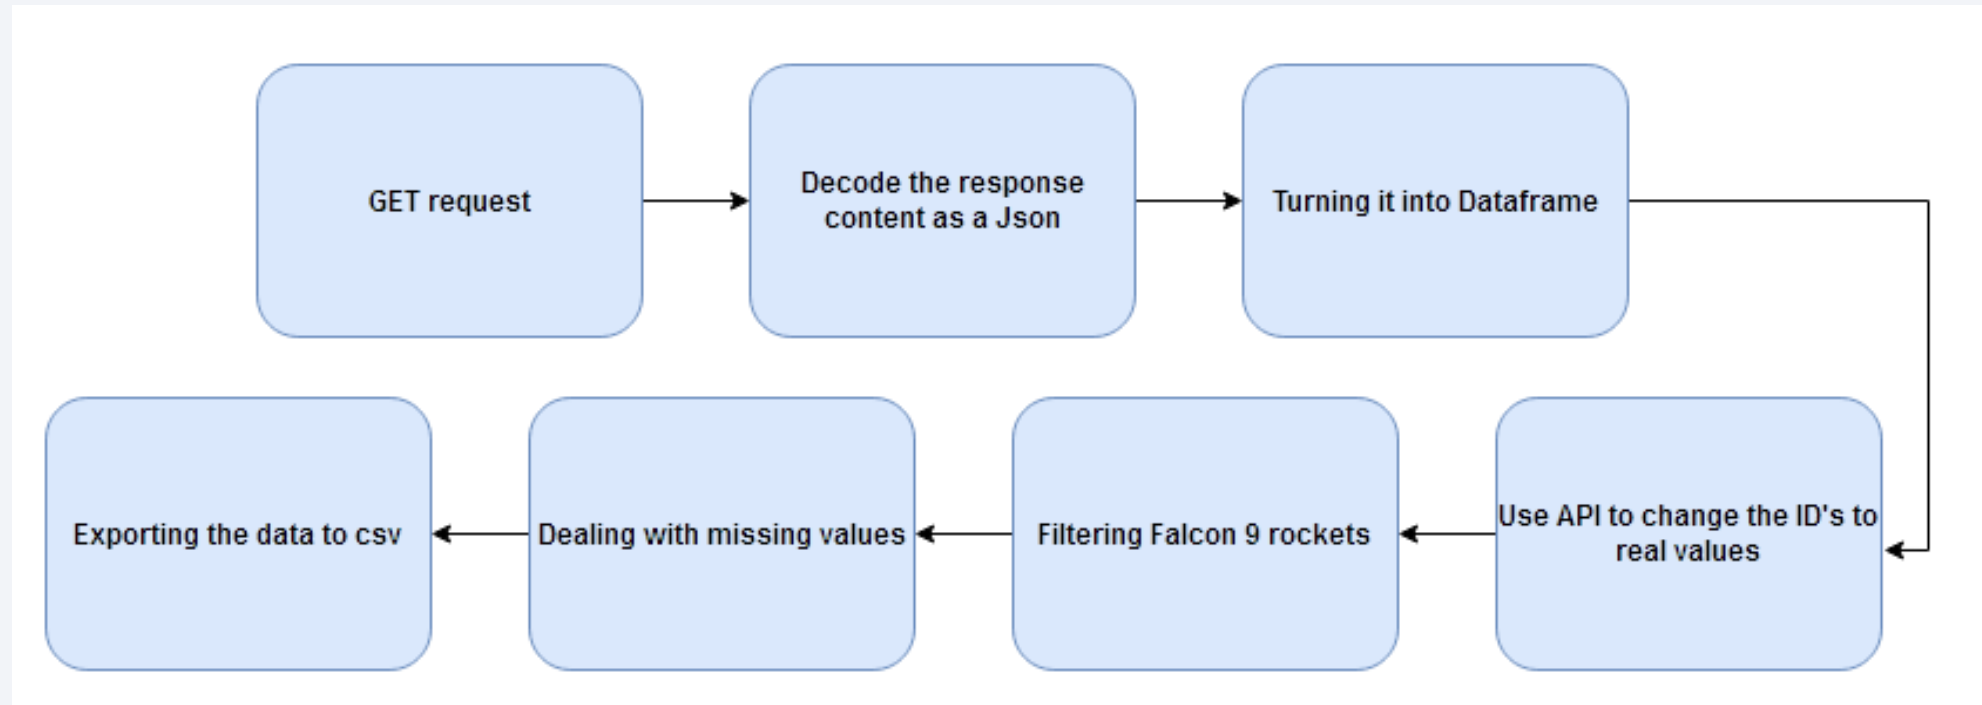 GET request
Decode the response
content as a Json
Turning it into Dataframe
Use API to change the ID's to
real values
Filtering Falcon 9 rockets
Dealing with missing values
Exporting the data to csv